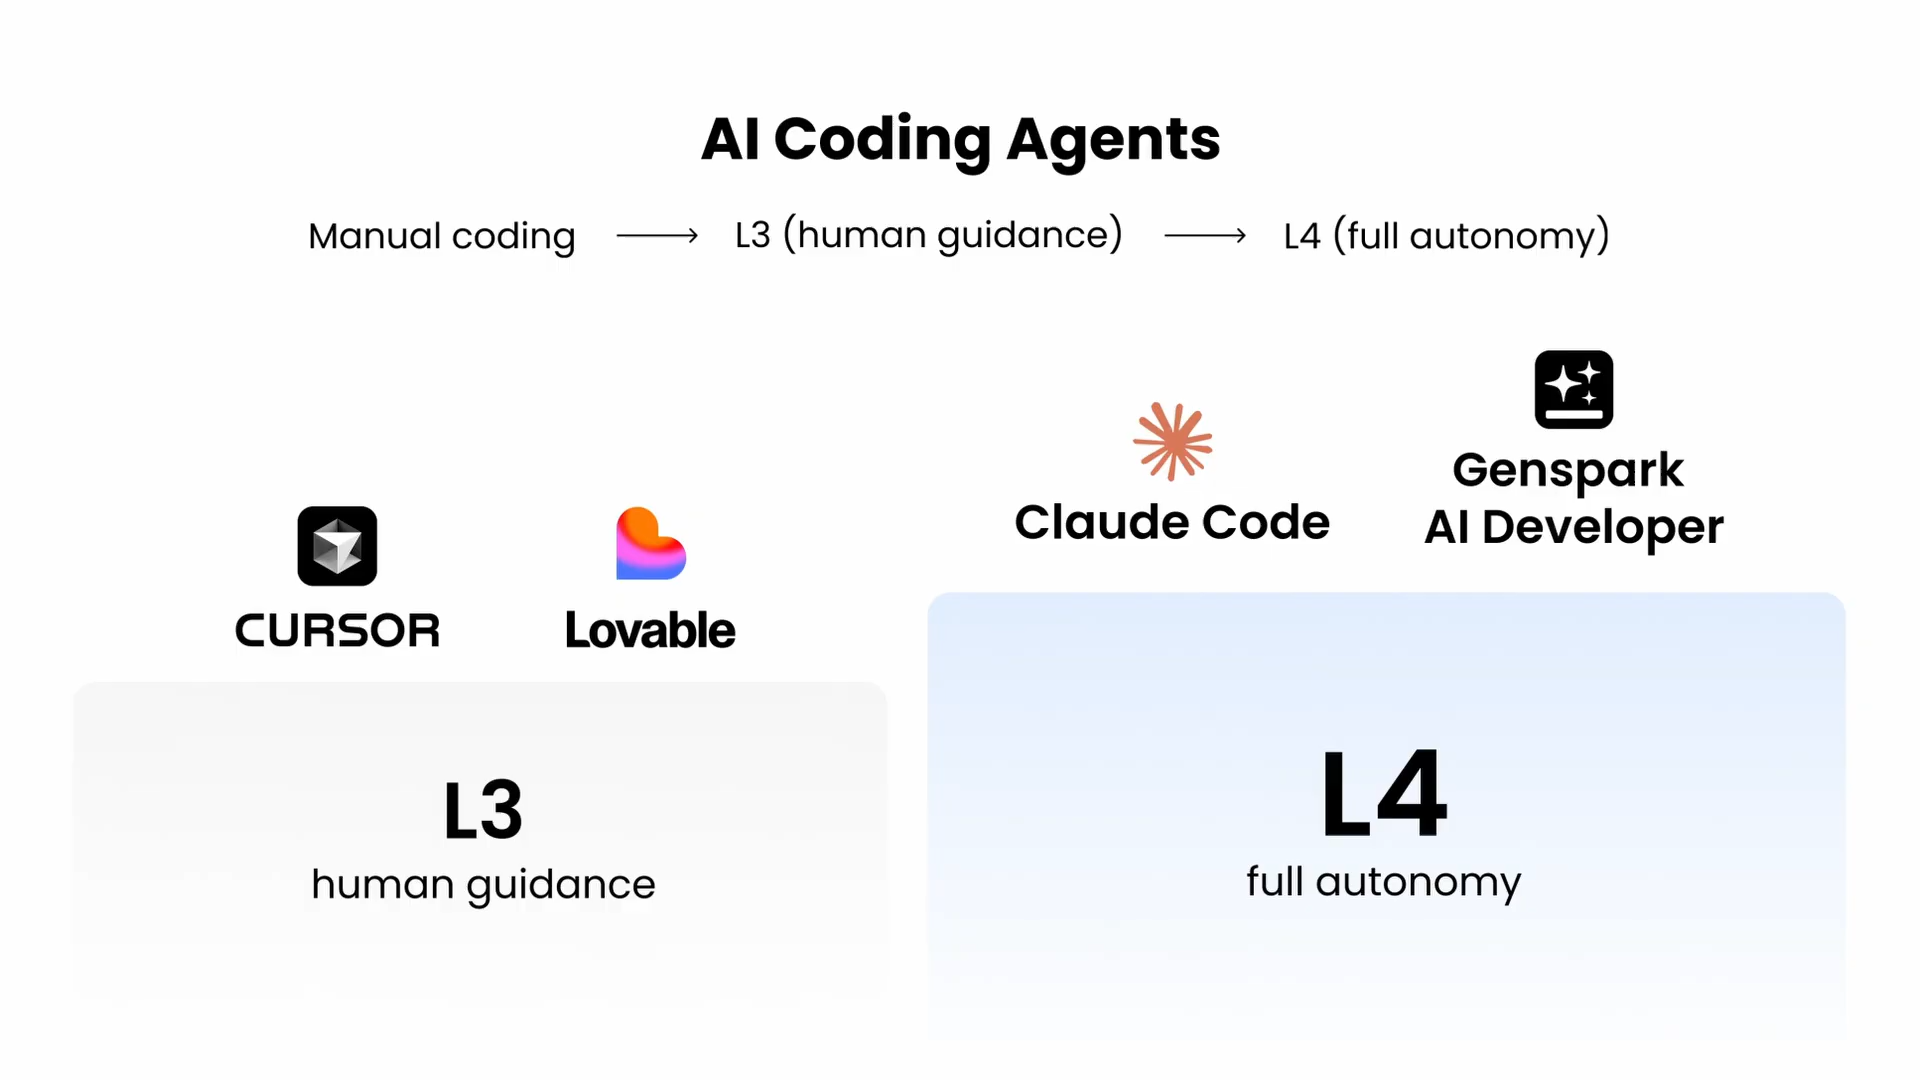 AI Coding Agents
Manual coding → L3 (human guidance) → L4 (full autonomy)
CURSOR
Lovable
Claude Code
Genspark
AI Developer
L3
human guidance
L4
full autonomy